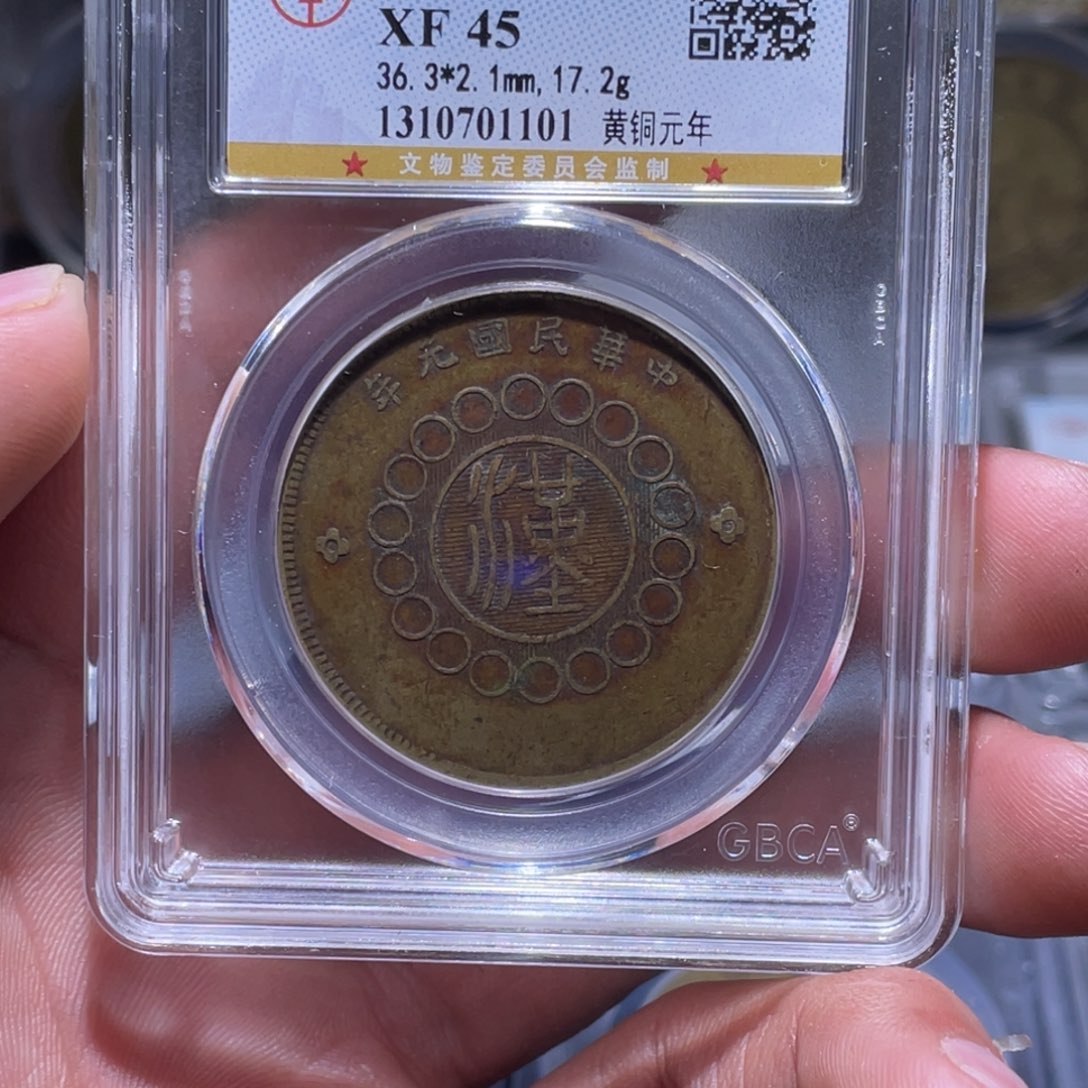 XF 45
36.3*2.1mm, 17.2g
1310701101 黄铜元年
★ 文物鉴定委员会监制 ★
中華民國元年
漢
GBCA®